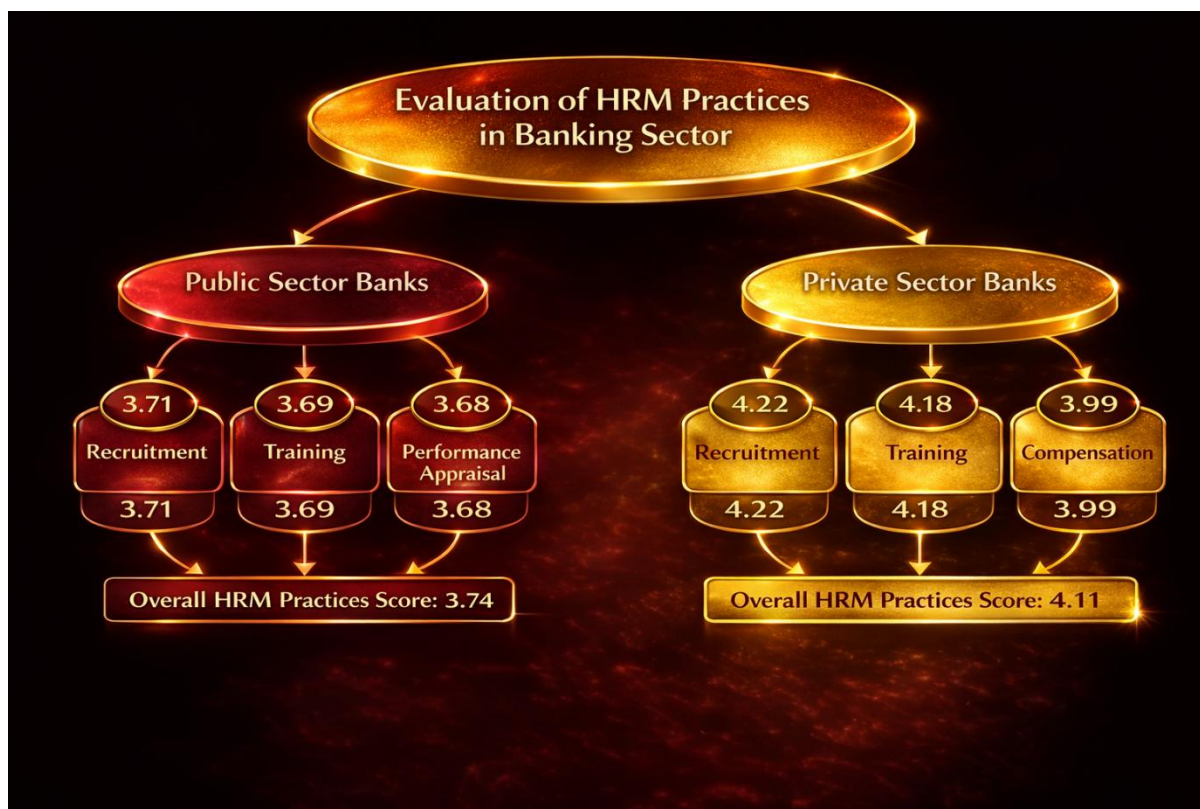 Evaluation of HRM Practices
in Banking Sector
Public Sector Banks
3.71
Recruitment
3.71
3.69
Training
3.69
3.68
Performance
Appraisal
3.68
Overall HRM Practices Score: 3.74
Private Sector Banks
4.22
Recruitment
4.22
4.18
Training
4.18
3.99
Compensation
3.99
Overall HRM Practices Score: 4.11